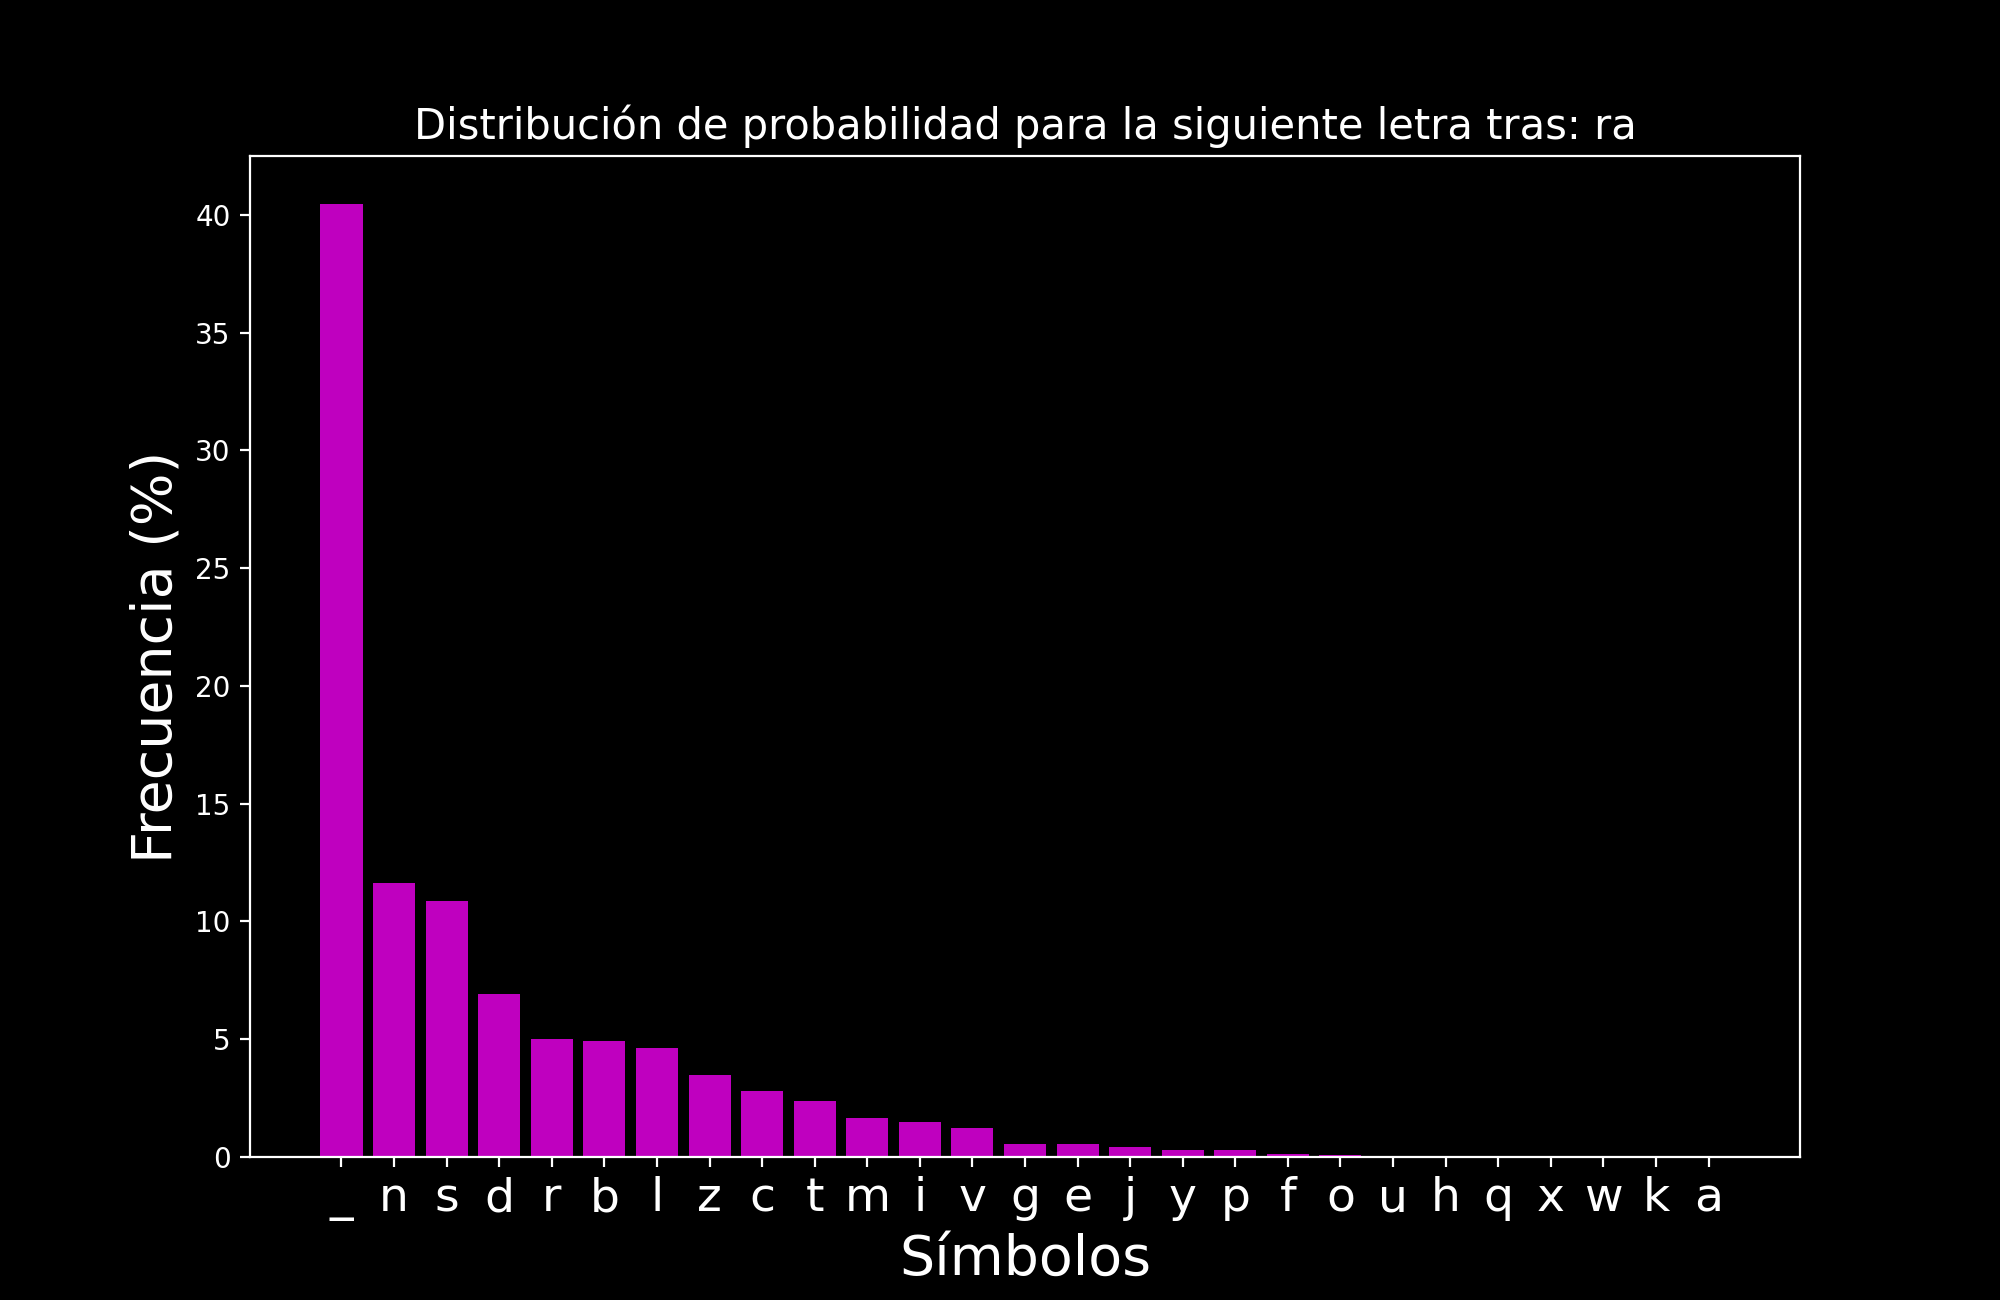 Distribución de probabilidad para la siguiente letra tras: ra
Frecuencia (%)
40
35
30
25
20
15
10
5
0
_ n s d r b l z c t m i v g e j y p f o u h q x w k a
Símbolos